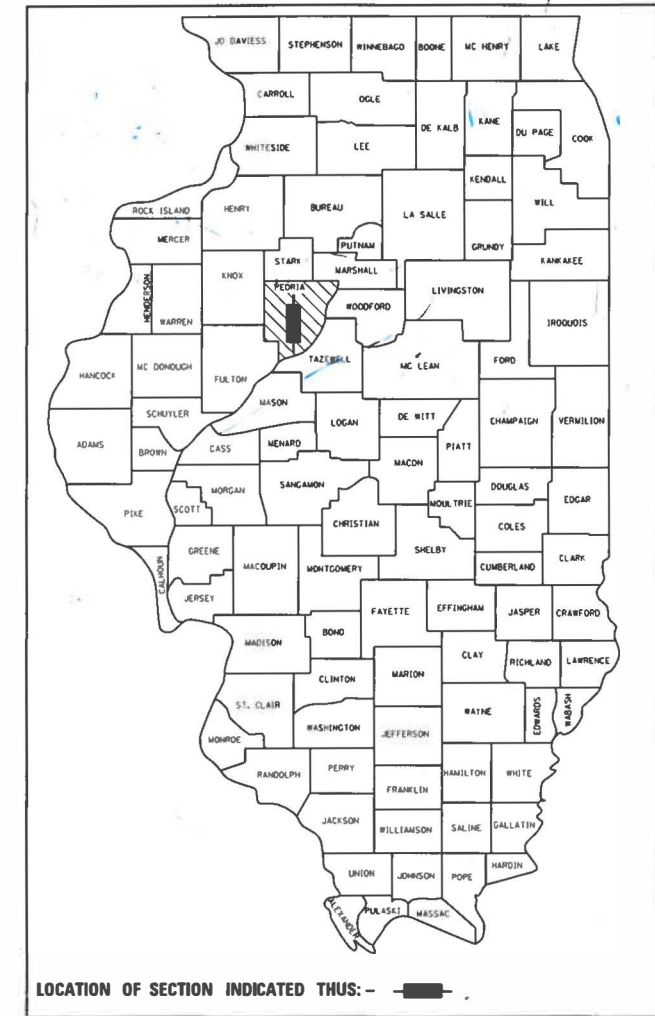 JO DAVIESS STEPHENSON WINNEBAGO BOONE MC HENRY LAKE
CARROLL OGLE DE KALB KANE DU PAGE COOK
WHITESIDE LEE
KENDALL
ROCK ISLAND HENRY BUREAU LA SALLE WILL
MERCER PUTNAM GRUNDY
STARK MARSHALL KANKAKEE
HENDERSON WARREN KNOX PEORIA WOODFORD LIVINGSTON IROQUOIS
TAZEWELL MC LEAN FORD
HANCOCK MC DONOUGH FULTON
MASON
SCHUYLER LOGAN DE WITT CHAMPAIGN VERMILION
ADAMS BROWN CASS MENARD PIATT
MACON
MORGAN SANGAMON DOUGLAS
PIKE SCOTT MOULTRIE EDGAR
CHRISTIAN COLES
GREENE SHELBY
CALHOUN MACOUPIN MONTGOMERY CUMBERLAND CLARK
JERSEY
FAYETTE EFFINGHAM JASPER CRAWFORD
MADISON BOND
CLAY RICHLAND LAWRENCE
CLINTON MARION
ST. CLAIR WAYNE EDWARDS WABASH
WASHINGTON JEFFERSON
MONROE
RANDOLPH PERRY HAMILTON WHITE
FRANKLIN
JACKSON WILLIAMSON SALINE GALLATIN
HARDIN
UNION JOHNSON POPE
ALEXANDER PULASKI MASSAC
LOCATION OF SECTION INDICATED THUS: -